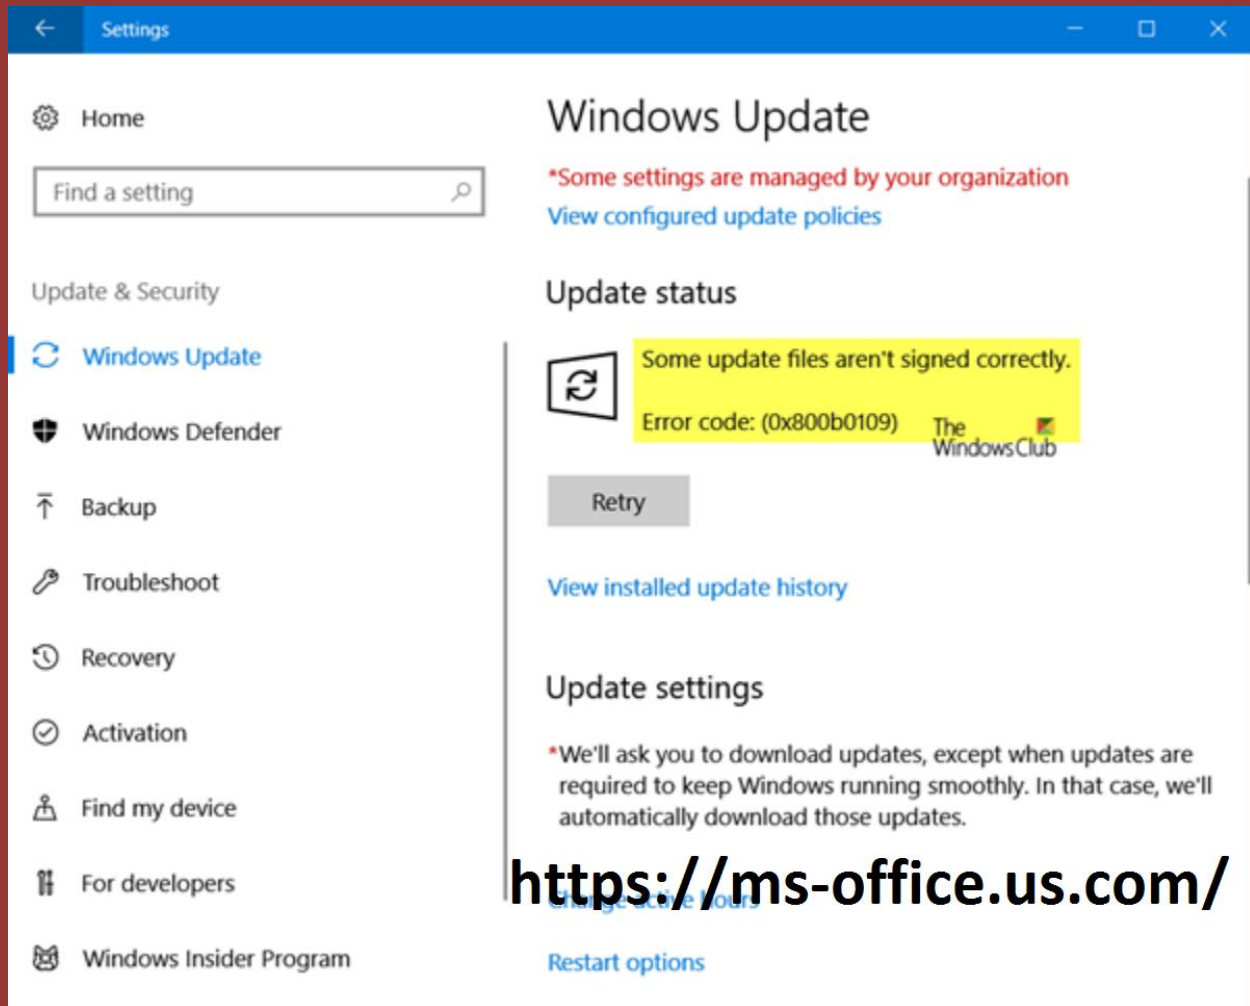 Settings
Home
Find a setting
Update & Security
Windows Update
Windows Defender
Backup
Troubleshoot
Recovery
Activation
Find my device
For developers
Windows Insider Program
Windows Update
*Some settings are managed by your organization
View configured update policies
Update status
Some update files aren't signed correctly.
Error code: (0x800b0109)
The
WindowsClub
Retry
View installed update history
Update settings
*We'll ask you to download updates, except when updates are
required to keep Windows running smoothly. In that case, we'll
automatically download those updates.
https://ms-office.us.com/
Change active hours
Restart options